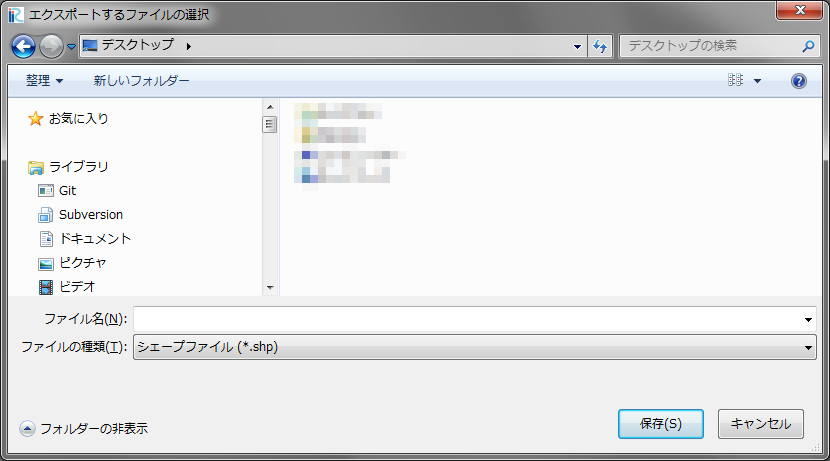 エクスポートするファイルの選択
デスクトップ
デスクトップの検索
整理
新しいフォルダー
お気に入り
ライブラリ
Git
Subversion
ドキュメント
ピクチャ
ビデオ
ファイル名(N):
ファイルの種類(T): シェープファイル (*.shp)
フォルダーの非表示
保存(S)
キャンセル